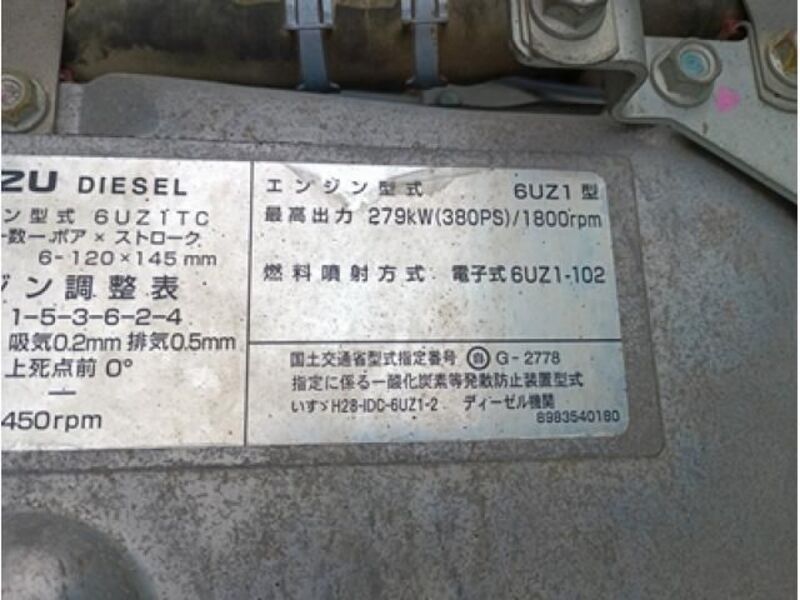 ZU DIESEL
ン型式 6UZ1TC
数ーボア×ストローク
6-120×145mm
ジン調整表
1-5-3-6-2-4
吸気0.2mm 排気0.5mm
上死点前 0°
450rpm
エンジン型式 6UZ1型
最高出力 279kW(380PS)/1800rpm
燃料噴射方式 電子式6UZ1-102
国土交通省型式指定番号 自 G-2778
指定に係る一酸化炭素等発散防止装置型式
いすゞH28-IDC-6UZ1-2 ディーゼル機関
8983540180